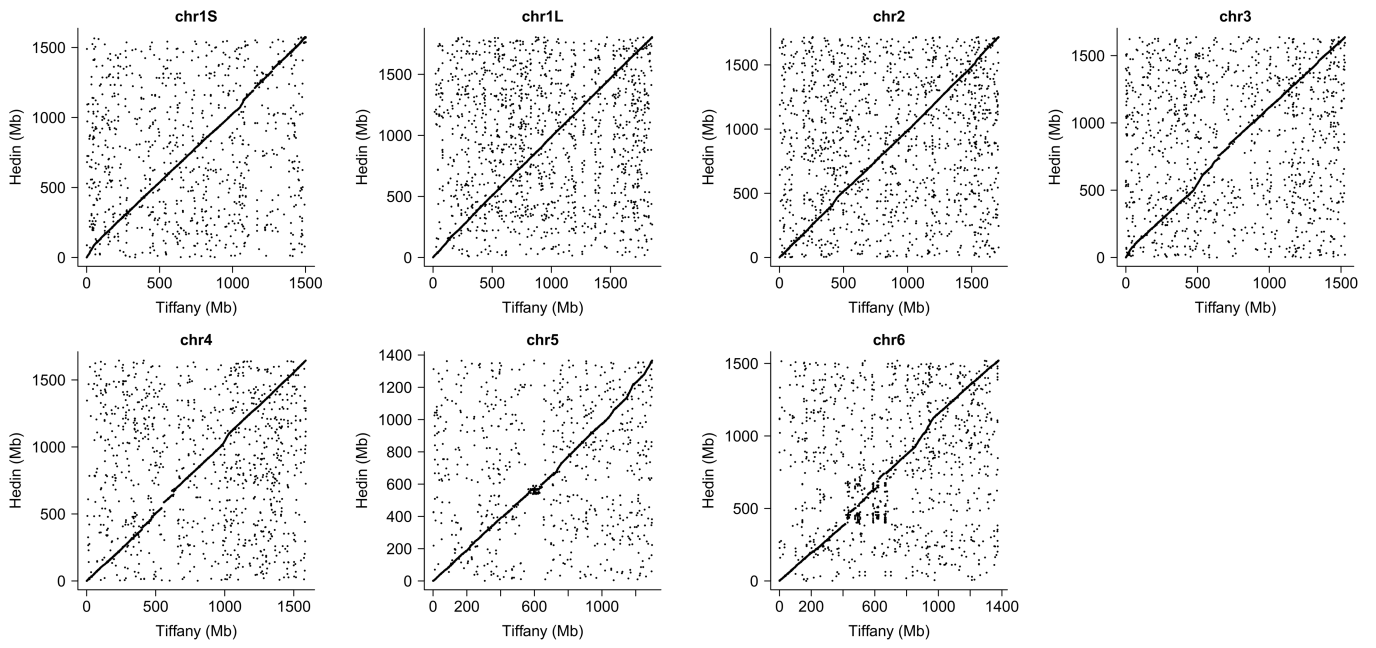 chr1S
chr1L
chr2
chr3
Hedin (Mb)
1500
1000
500
0
0 500 1000 1500
Tiffany (Mb)
Hedin (Mb)
1500
1000
500
0
0 500 1000 1500
Tiffany (Mb)
Hedin (Mb)
1500
1000
500
0
0 500 1000 1500
Tiffany (Mb)
Hedin (Mb)
1500
1000
500
0
0 500 1000 1500
Tiffany (Mb)
chr4
chr5
chr6
Hedin (Mb)
1500
1000
500
0
0 500 1000 1500
Tiffany (Mb)
Hedin (Mb)
1400
1200
1000
800
600
400
200
0
0 200 600 1000
Tiffany (Mb)
Hedin (Mb)
1500
1000
500
0
0 200 600 1000 1400
Tiffany (Mb)